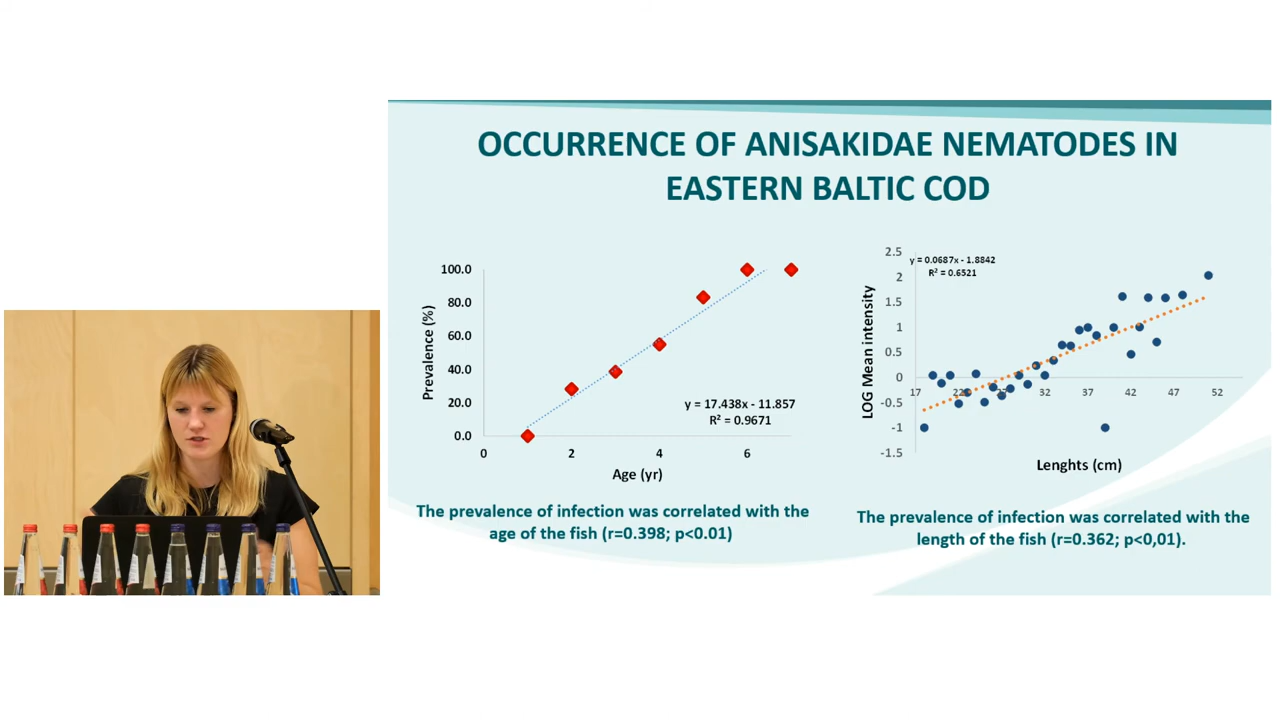 OCCURRENCE OF ANISAKIDAE NEMATODES IN
EASTERN BALTIC COD
100.0
80.0
60.0
40.0
20.0
0.0
Prevalence (%)
y = 17.438x - 11.857
R² = 0.9671
0
2
4
6
Age (yr)
The prevalence of infection was correlated with the
age of the fish (r=0.398; p<0.01)
2.5
2
1.5
1
0.5
0
-0.5
-1
-1.5
LOG Mean intensity
y = 0.0687x - 1.8842
R² = 0.6521
17
22
32
37
42
47
52
Lenghts (cm)
The prevalence of infection was correlated with the
length of the fish (r=0.362; p<0,01).